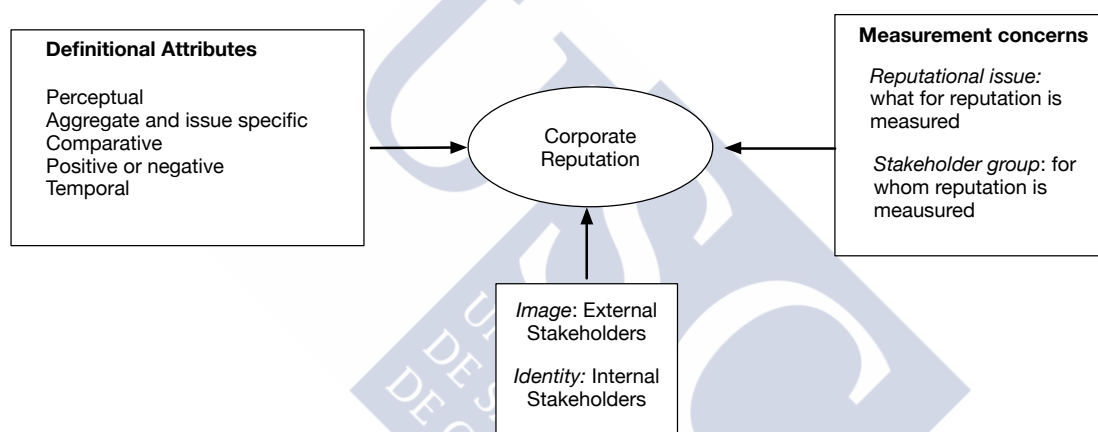 Definitional Attributes
Perceptual
Aggregate and issue specific
Comparative
Positive or negative
Temporal
Corporate
Reputation
Measurement concerns
Reputational issue:
what for reputation is
measured
Stakeholder group: for
whom reputation is
meausured
Image: External
Stakeholders
Identity: Internal
Stakeholders